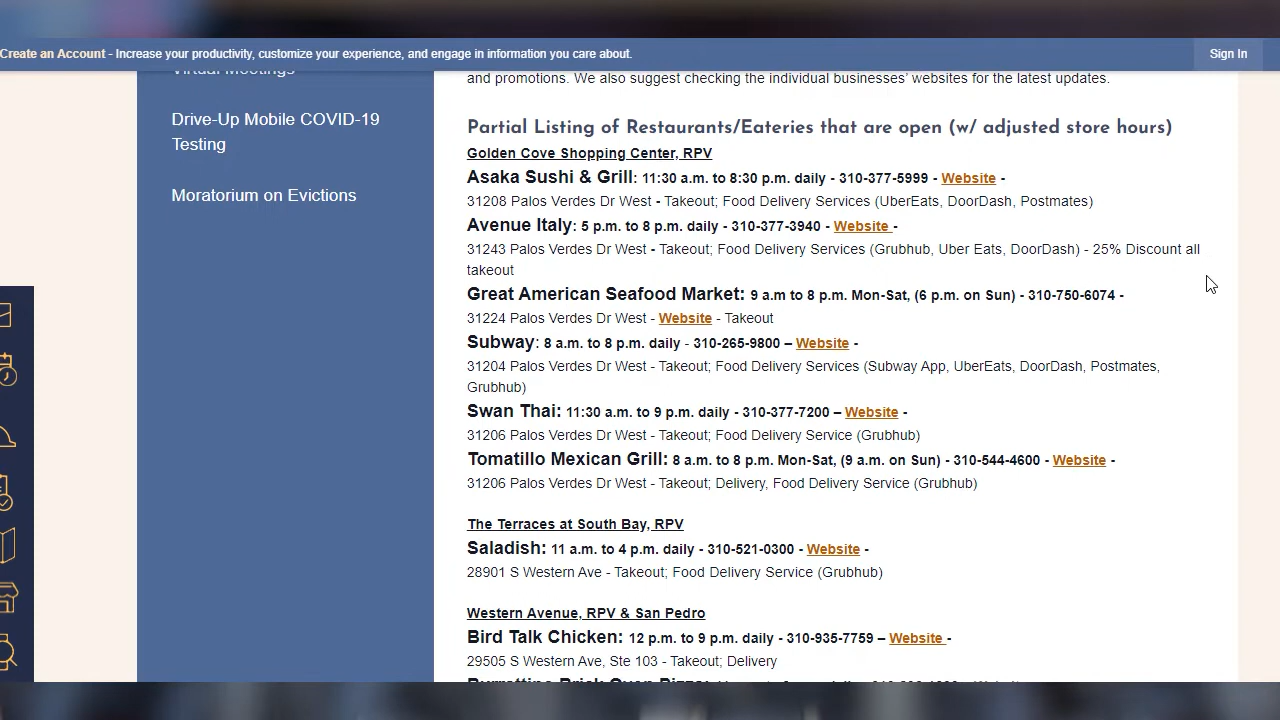 Create an Account - Increase your productivity, customize your experience, and engage in information you care about.
Sign In
Virtual Meetings
Drive-Up Mobile COVID-19
Testing
Moratorium on Evictions
and promotions. We also suggest checking the individual businesses' websites for the latest updates.
Partial Listing of Restaurants/Eateries that are open (w/ adjusted store hours)
Golden Cove Shopping Center, RPV
Asaka Sushi & Grill: 11:30 a.m. to 8:30 p.m. daily - 310-377-5999 - Website -
31208 Palos Verdes Dr West - Takeout; Food Delivery Services (UberEats, DoorDash, Postmates)
Avenue Italy: 5 p.m. to 8 p.m. daily - 310-377-3940 - Website -
31243 Palos Verdes Dr West - Takeout; Food Delivery Services (Grubhub, Uber Eats, DoorDash) - 25% Discount all
takeout
Great American Seafood Market: 9 a.m to 8 p.m. Mon-Sat, (6 p.m. on Sun) - 310-750-6074 -
31224 Palos Verdes Dr West - Website - Takeout
Subway: 8 a.m. to 8 p.m. daily - 310-265-9800 – Website -
31204 Palos Verdes Dr West - Takeout; Food Delivery Services (Subway App, UberEats, DoorDash, Postmates,
Grubhub)
Swan Thai: 11:30 a.m. to 9 p.m. daily - 310-377-7200 – Website -
31206 Palos Verdes Dr West - Takeout; Food Delivery Service (Grubhub)
Tomatillo Mexican Grill: 8 a.m. to 8 p.m. Mon-Sat, (9 a.m. on Sun) - 310-544-4600 - Website -
31206 Palos Verdes Dr West - Takeout; Delivery, Food Delivery Service (Grubhub)
The Terraces at South Bay, RPV
Saladish: 11 a.m. to 4 p.m. daily - 310-521-0300 - Website -
28901 S Western Ave - Takeout; Food Delivery Service (Grubhub)
Western Avenue, RPV & San Pedro
Bird Talk Chicken: 12 p.m. to 9 p.m. daily - 310-935-7759 – Website -
29505 S Western Ave, Ste 103 - Takeout; Delivery